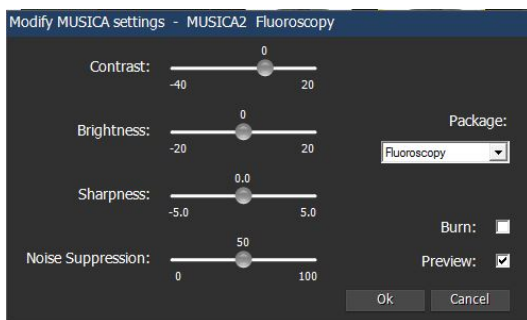 Modify MUSICA settings - MUSICA2 Fluoroscopy
0
Contrast:
-40 20
0
Brightness:
-20 20
Package:
Fluoroscopy
0.0
Sharpness:
-5.0 5.0
Burn:
50
Noise Suppression:
0 100
Preview:
Ok Cancel